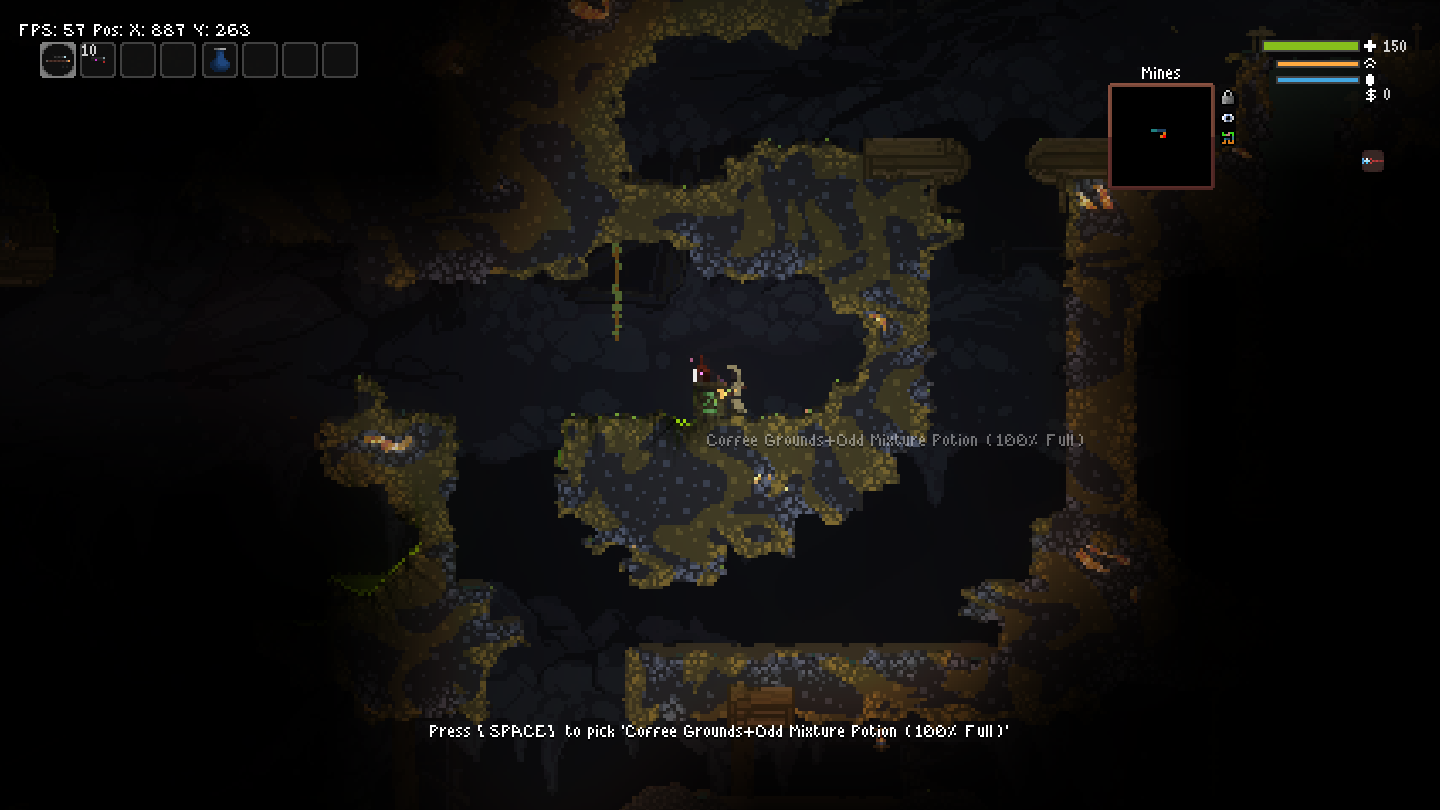 FPS: 57 Pos: X: 887 Y: 263
10
150
Mines
$ 0
Coffee Grounds+Odd Mixture Potion (100% Full)
Press [SPACE] to pick 'Coffee Grounds+Odd Mixture Potion (100% Full)'